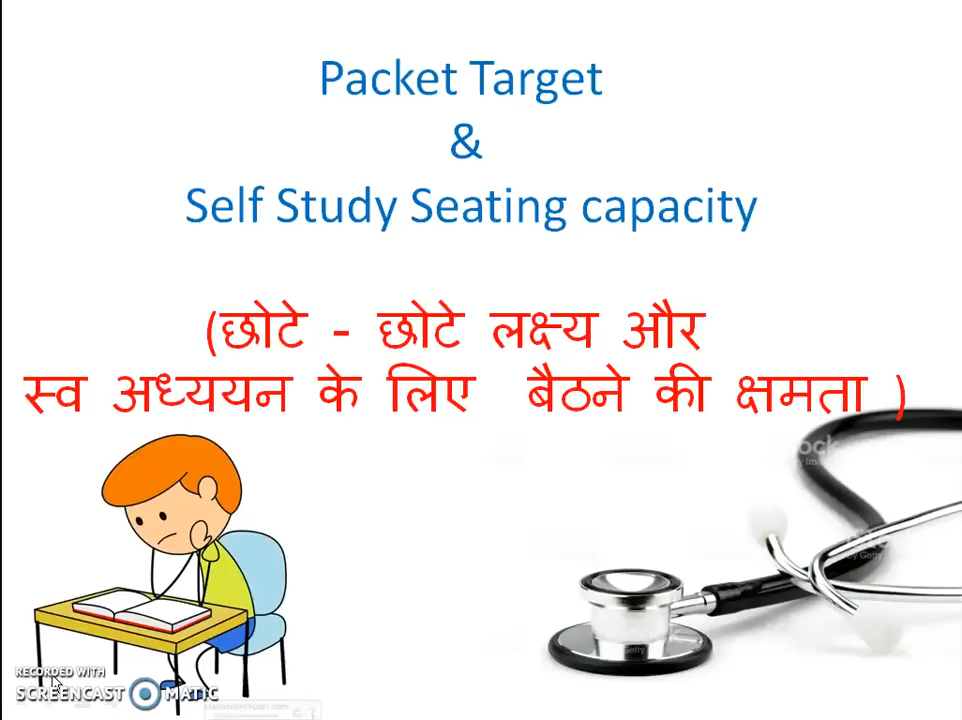 Packet Target
&
Self Study Seating capacity
(छोटे - छोटे लक्ष्य और
स्व अध्ययन के लिए बैठने की क्षमता )
RECORDED WITH
SCREENCAST MATIC